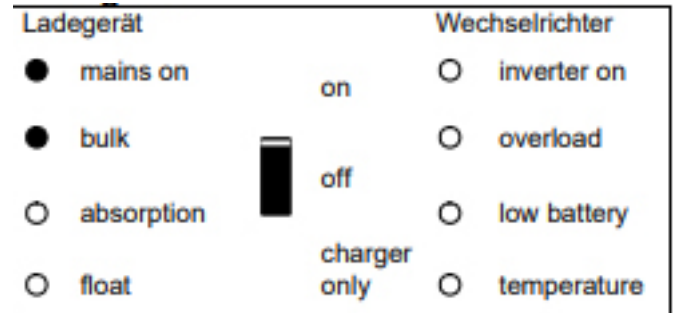 Ladegerät
Wechselrichter
mains on
on
inverter on
bulk
overload
off
absorption
low battery
charger
only
float
temperature